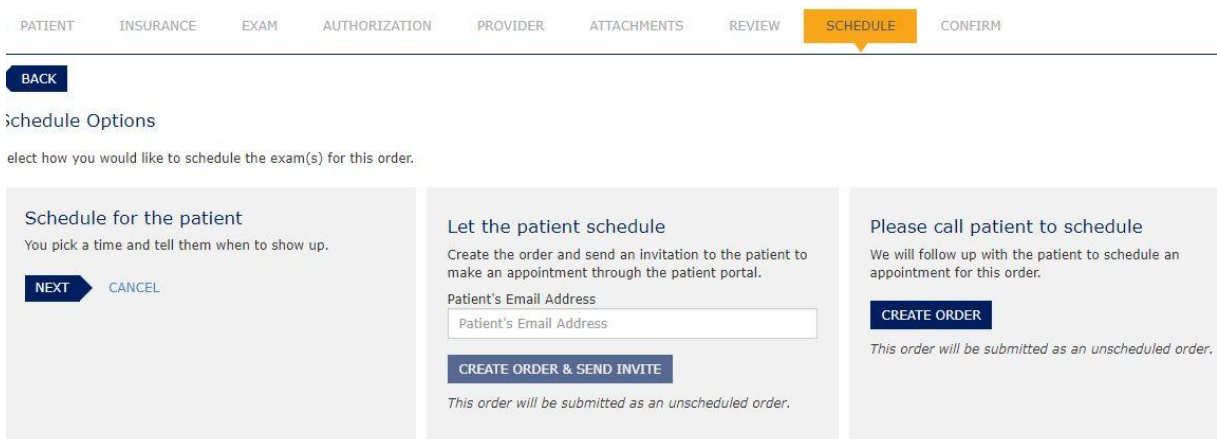 PATIENT INSURANCE EXAM AUTHORIZATION PROVIDER ATTACHMENTS REVIEW SCHEDULE CONFIRM
BACK
Schedule Options
elect how you would like to schedule the exam(s) for this order.
Schedule for the patient
You pick a time and tell them when to show up.
NEXT CANCEL
Let the patient schedule
Create the order and send an invitation to the patient to
make an appointment through the patient portal.
Patient's Email Address
Patient's Email Address
CREATE ORDER & SEND INVITE
This order will be submitted as an unscheduled order.
Please call patient to schedule
We will follow up with the patient to schedule an
appointment for this order.
CREATE ORDER
This order will be submitted as an unscheduled order.